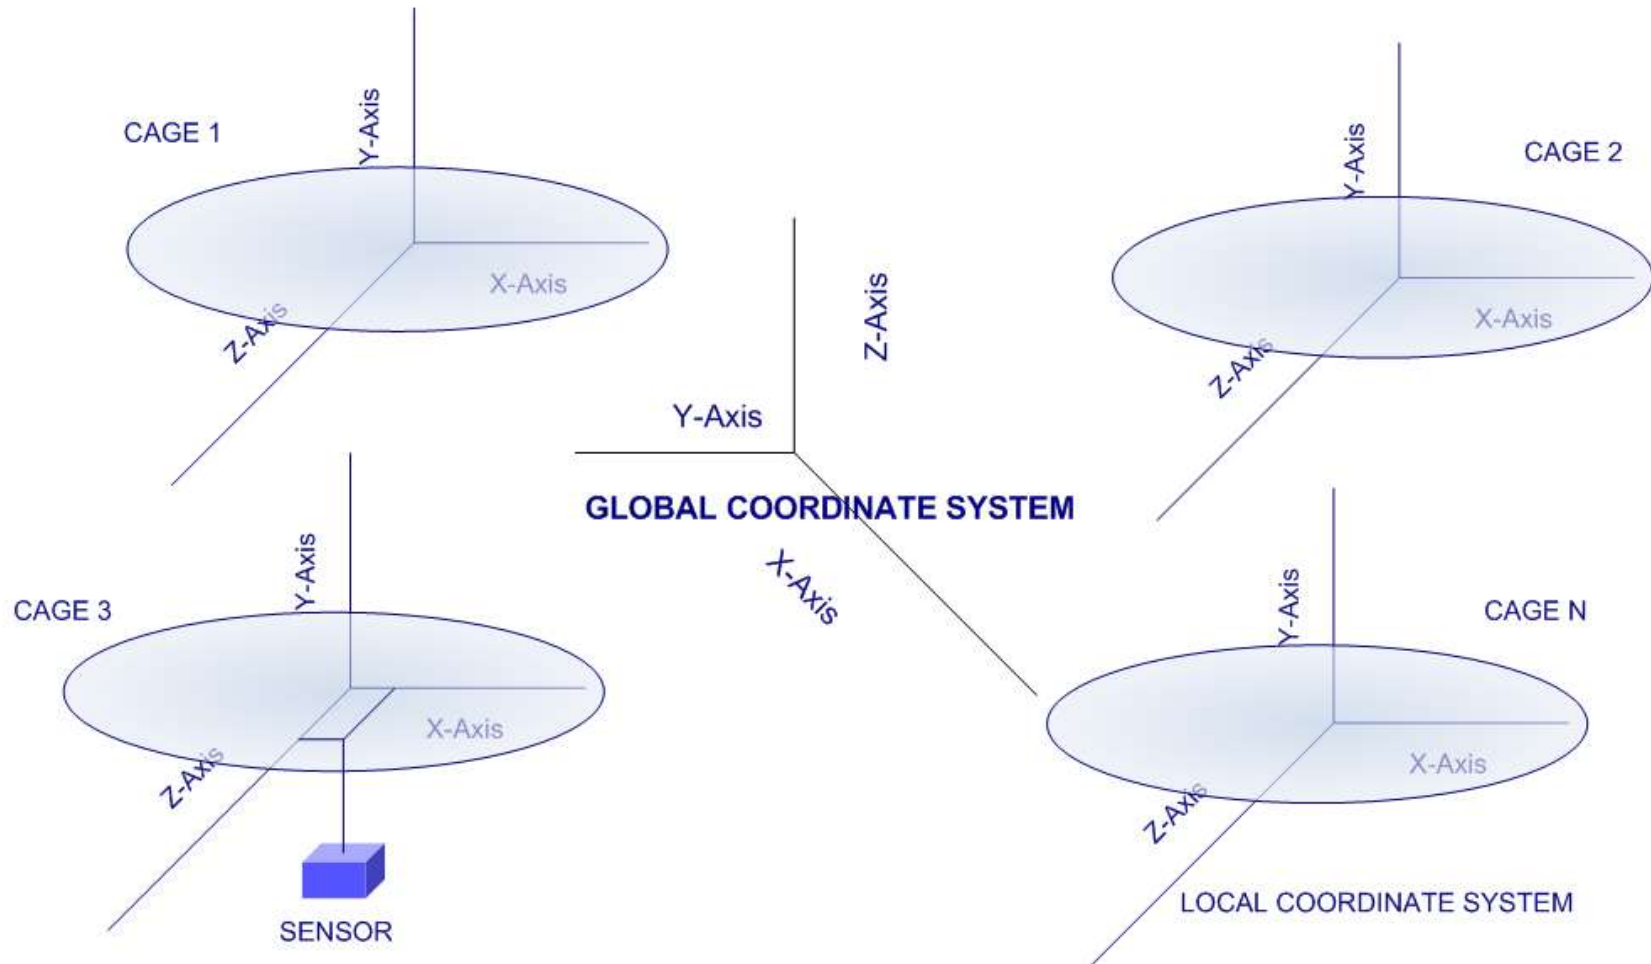 CAGE 1
Y-Axis
X-Axis
Z-Axis
CAGE 2
Y-Axis
X-Axis
Z-Axis
Z-Axis
Y-Axis
GLOBAL COORDINATE SYSTEM
X-Axis
CAGE 3
Y-Axis
X-Axis
Z-Axis
SENSOR
CAGE N
Y-Axis
X-Axis
Z-Axis
LOCAL COORDINATE SYSTEM